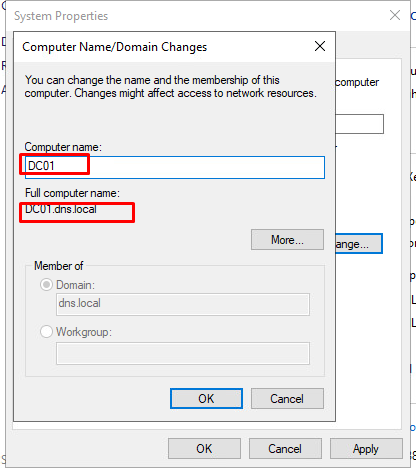 System Properties
Computer Name/Domain Changes
You can change the name and the membership of this
computer. Changes might affect access to network resources.
computer
Computer name:
DC01
Full computer name:
DC01.dns.local
More...
ange...
Member of
Domain:
dns.local
Workgroup:
OK
Cancel
OK
Cancel
Apply